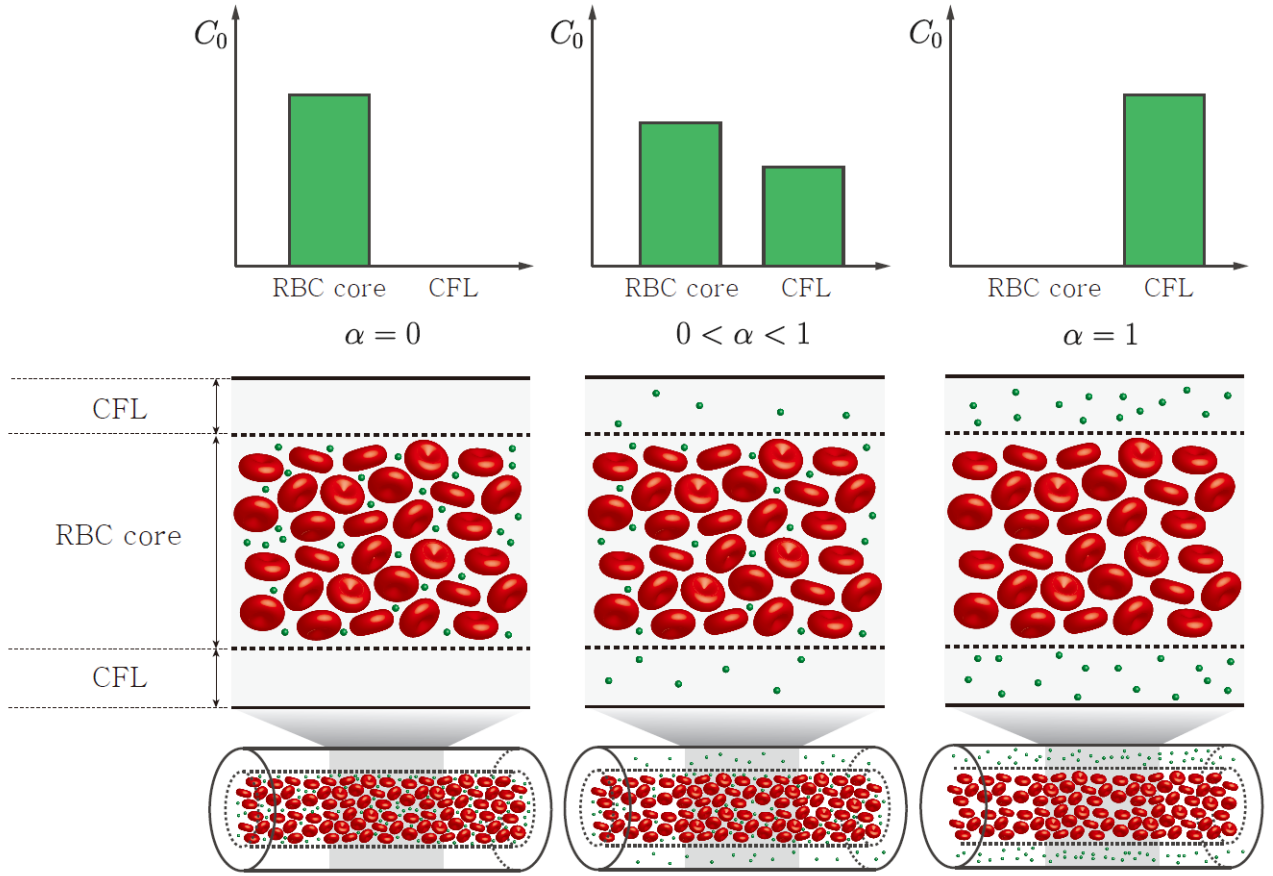 C₀
C₀
C₀
RBC core CFL
RBC core CFL
RBC core CFL
α = 0
0 < α < 1
α = 1
CFL
RBC core
CFL